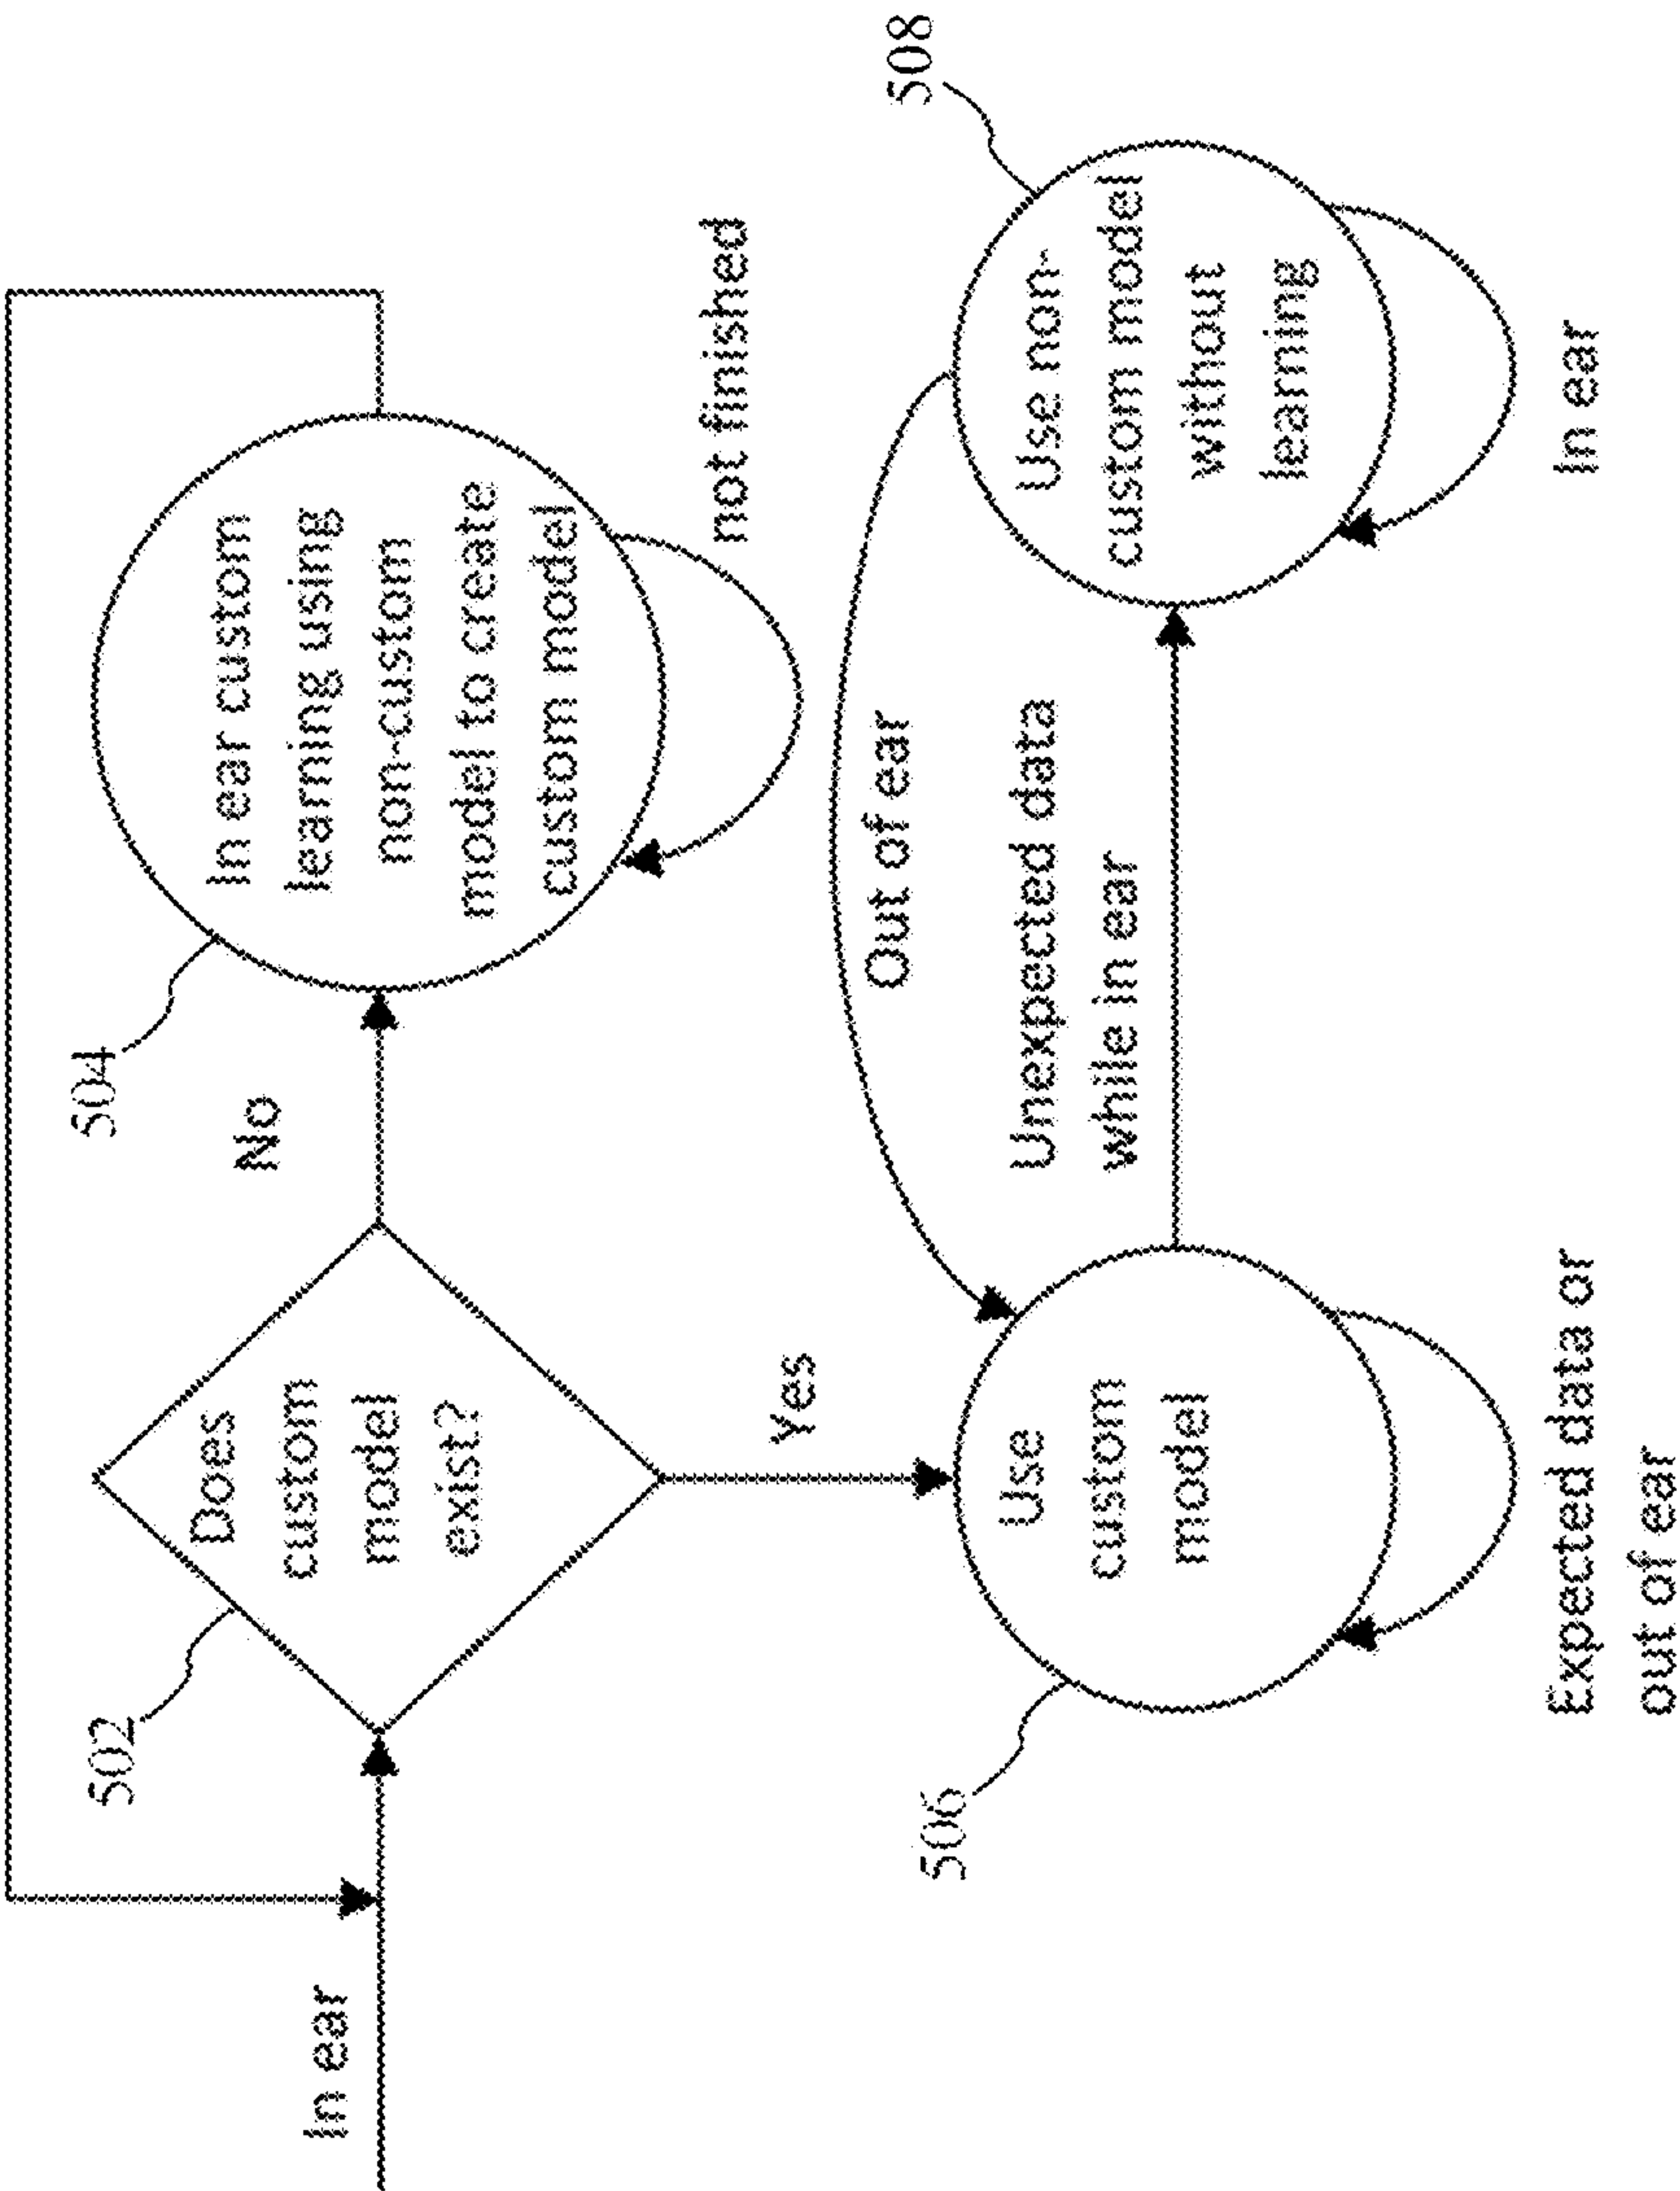 In ear
502
Does
custom
model
exist?
No
504
In ear custom
learning using
non-custom
model to create
custom model
not finished
Yes
506
Use
custom
model
Expected data or
out of ear
Out of ear
Unexpected data
while in ear
508
Use non-
custom model
without
learning
In ear